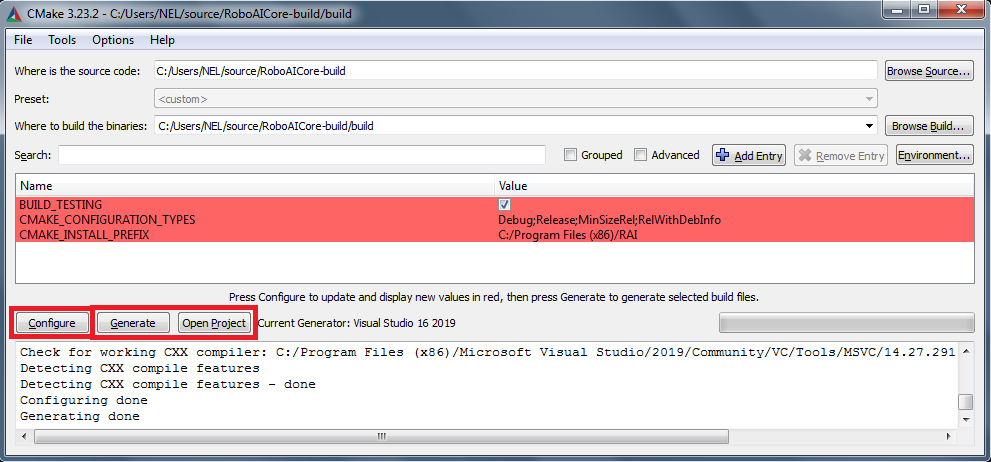 CMake 3.23.2 - C:/Users/NEL/source/RoboAICore-build/build
File Tools Options Help
Where is the source code: C:/Users/NEL/source/RoboAICore-build Browse Source...
Preset: <custom>
Where to build the binaries: C:/Users/NEL/source/RoboAICore-build/build Browse Build...
Search: Grouped Advanced Add Entry Remove Entry Environment...
Name Value
BUILD_TESTING
CMAKE_CONFIGURATION_TYPES Debug;Release;MinSizeRel;RelWithDebInfo
CMAKE_INSTALL_PREFIX C:/Program Files (x86)/RAI
Press Configure to update and display new values in red, then press Generate to generate selected build files.
Configure Generate Open Project Current Generator: Visual Studio 16 2019
Check for working CXX compiler: C:/Program Files (x86)/Microsoft Visual Studio/2019/Community/VC/Tools/MSVC/14.27.291
Detecting CXX compile features
Detecting CXX compile features - done
Configuring done
Generating done